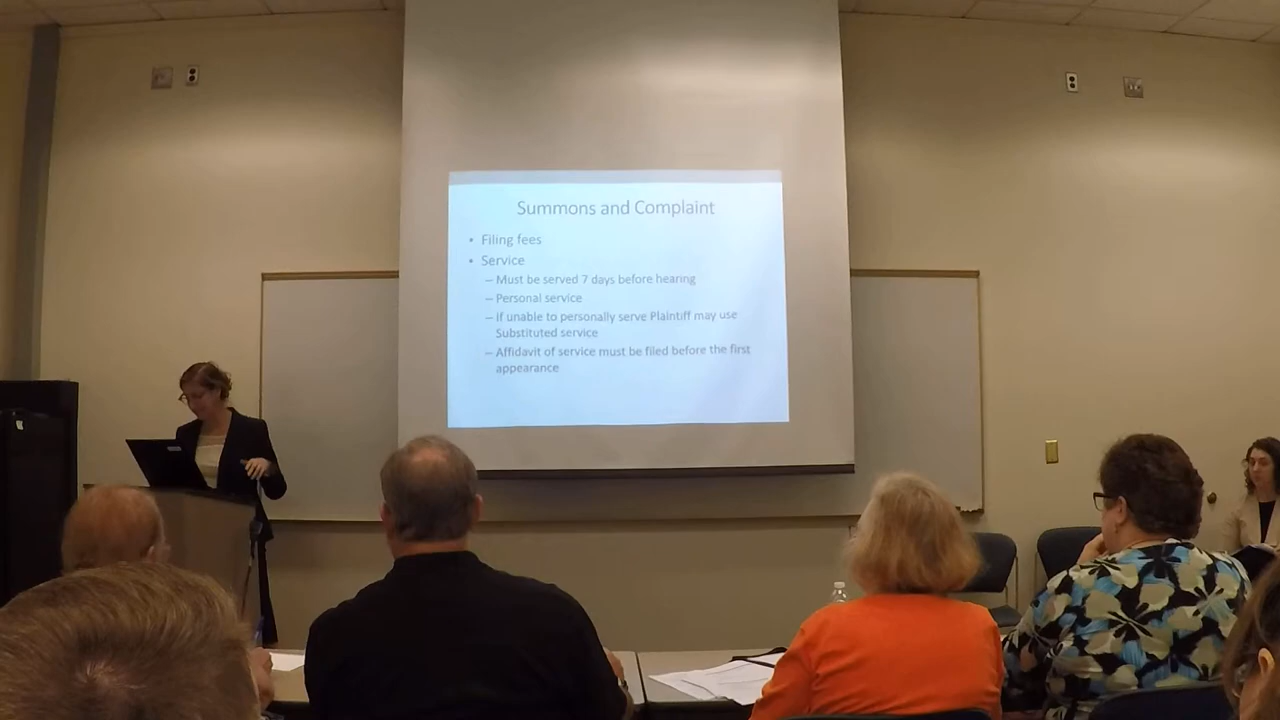 Summons and Complaint
• Filing fees
• Service
– Must be served 7 days before hearing
– Personal service
– If unable to personally serve Plaintiff may use
Substituted service
– Affidavit of service must be filed before the first
appearance